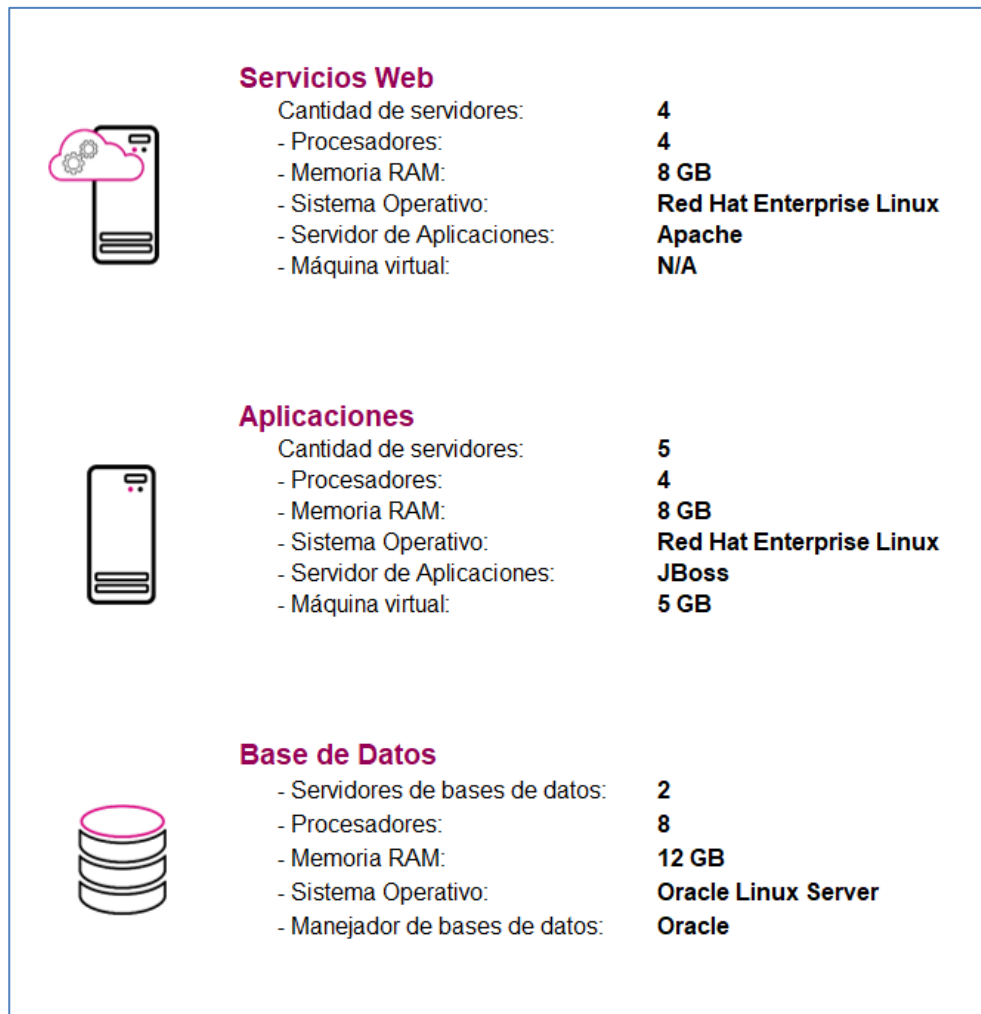 Servicios Web
Cantidad de servidores: 4
- Procesadores: 4
- Memoria RAM: 8 GB
- Sistema Operativo: Red Hat Enterprise Linux
- Servidor de Aplicaciones: Apache
- Máquina virtual: N/A
Aplicaciones
Cantidad de servidores: 5
- Procesadores: 4
- Memoria RAM: 8 GB
- Sistema Operativo: Red Hat Enterprise Linux
- Servidor de Aplicaciones: JBoss
- Máquina virtual: 5 GB
Base de Datos
- Servidores de bases de datos: 2
- Procesadores: 8
- Memoria RAM: 12 GB
- Sistema Operativo: Oracle Linux Server
- Manejador de bases de datos: Oracle